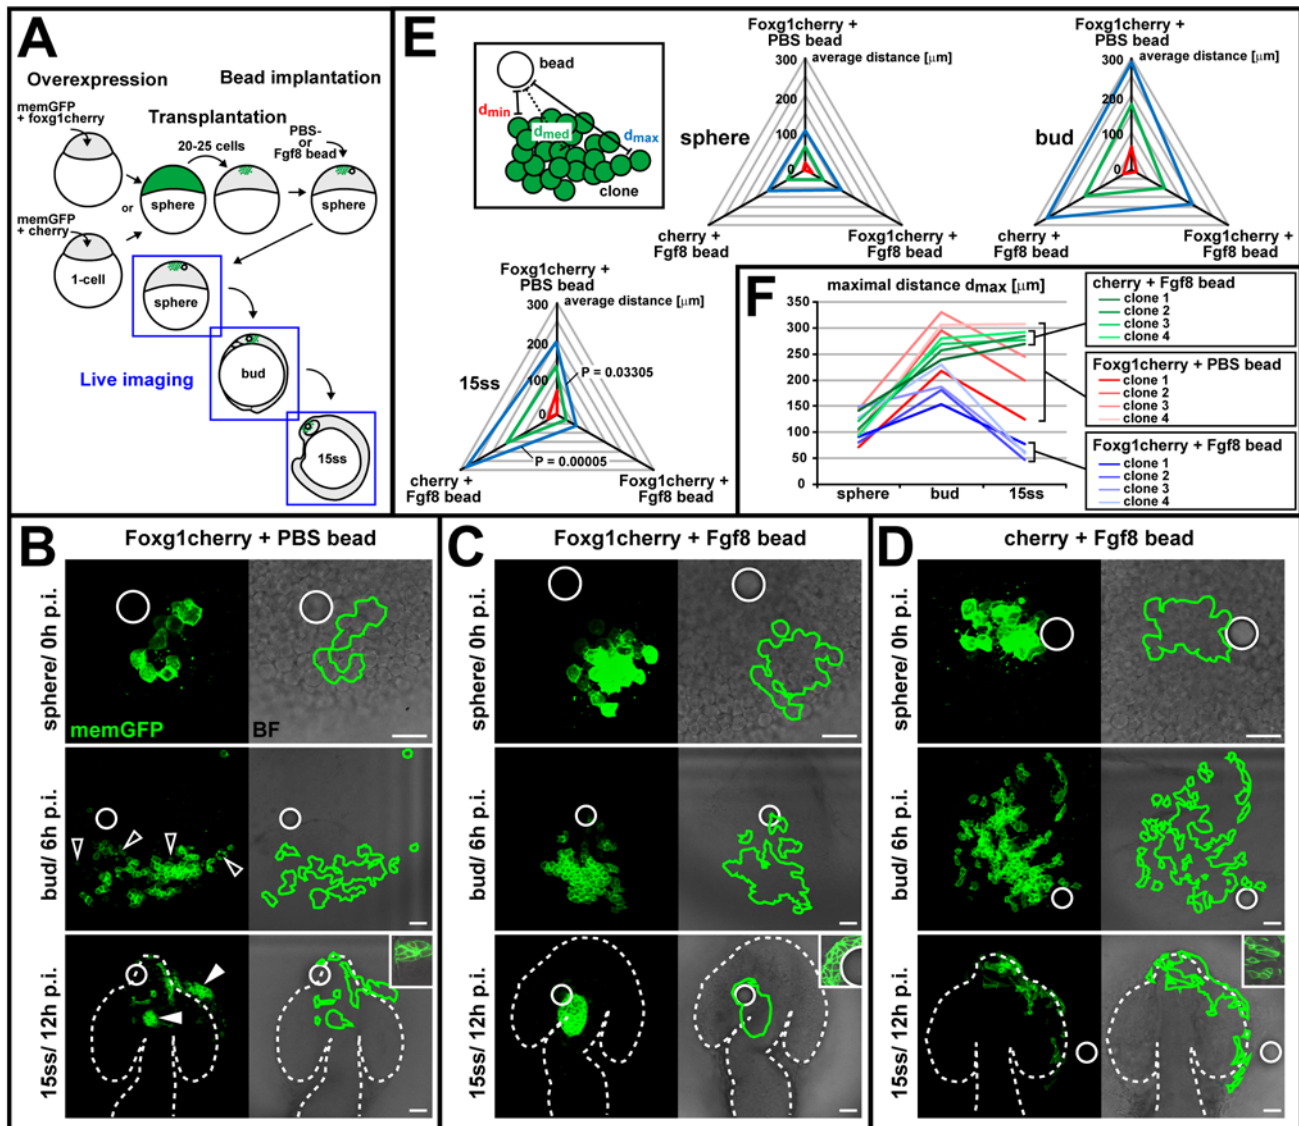 A
Overexpression
Bead implantation
memGFP
+ foxg1cherry
Transplantation
20-25 cells
PBS-
or
Fgf8 bead
or
sphere
sphere
memGFP
+ cherry
1-cell
sphere
bud
Live imaging
15ss
E
bead
dmin
dmed
dmax
clone
Foxg1cherry +
PBS bead
average distance [μm]
300
200
100
0
sphere
cherry +
Fgf8 bead
Foxg1cherry +
Fgf8 bead
Foxg1cherry +
PBS bead
average distance [μm]
300
200
100
0
bud
cherry +
Fgf8 bead
Foxg1cherry +
Fgf8 bead
Foxg1cherry +
PBS bead
average distance [μm]
300
200
100
0
15ss
P = 0.03305
P = 0.00005
cherry +
Fgf8 bead
Foxg1cherry +
Fgf8 bead
F
maximal distance dmax [μm]
350
300
250
200
150
100
50
0
sphere bud 15ss
cherry + Fgf8 bead
clone 1
clone 2
clone 3
clone 4
Foxg1cherry + PBS bead
clone 1
clone 2
clone 3
clone 4
Foxg1cherry + Fgf8 bead
clone 1
clone 2
clone 3
clone 4
B
Foxg1cherry + PBS bead
sphere/ 0h p.i.
memGFP
BF
bud/ 6h p.i.
15ss/ 12h p.i.
C
Foxg1cherry + Fgf8 bead
sphere/ 0h p.i.
bud/ 6h p.i.
15ss/ 12h p.i.
D
cherry + Fgf8 bead
sphere/ 0h p.i.
bud/ 6h p.i.
15ss/ 12h p.i.